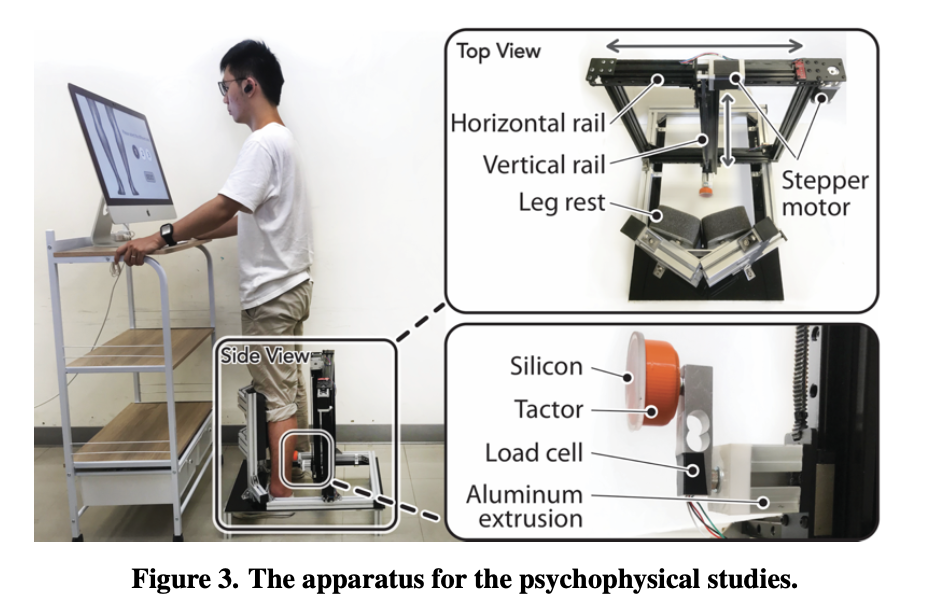 Top View
Horizontal rail
Vertical rail
Leg rest
Stepper
motor
Side View
Silicon
Tactor
Load cell
Aluminum
extrusion
Figure 3. The apparatus for the psychophysical studies.